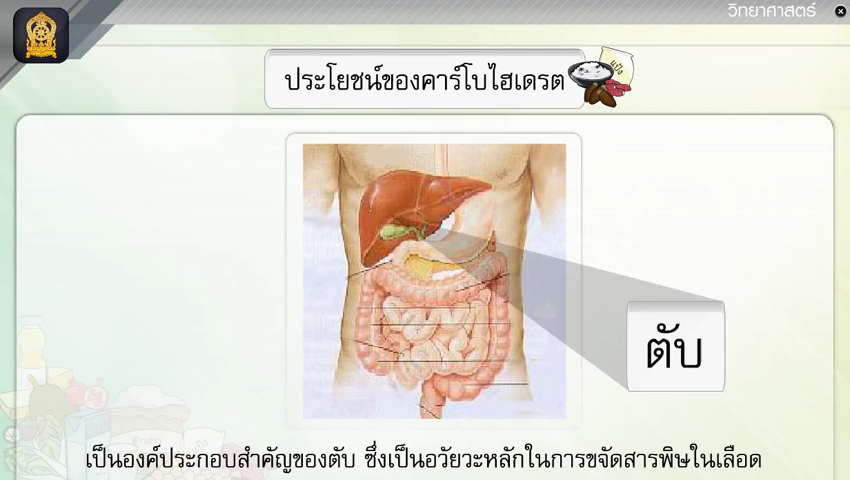 วิทยาศาสตร์
ประโยชน์ของคาร์โบไฮเดรต
แป้ง
ตับ
เป็นองค์ประกอบสำคัญของตับ ซึ่งเป็นอวัยวะหลักในการขจัดสารพิษในเลือด